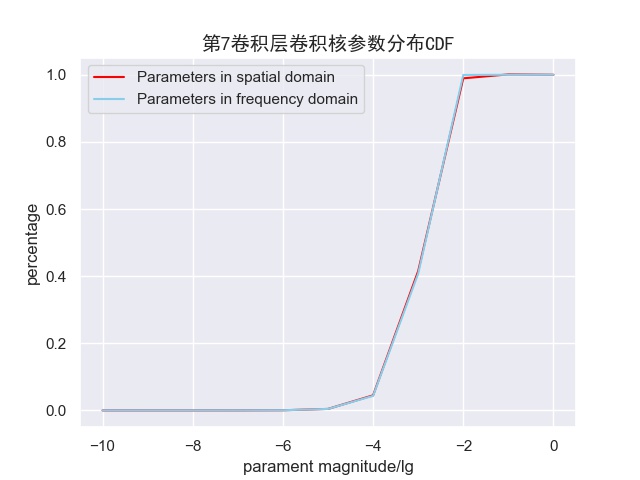 第7卷积层卷积核参数分布CDF
Parameters in spatial domain
Parameters in frequency domain
percentage
1.0
0.8
0.6
0.4
0.2
0.0
−10 −8 −6 −4 −2 0
parament magnitude/lg